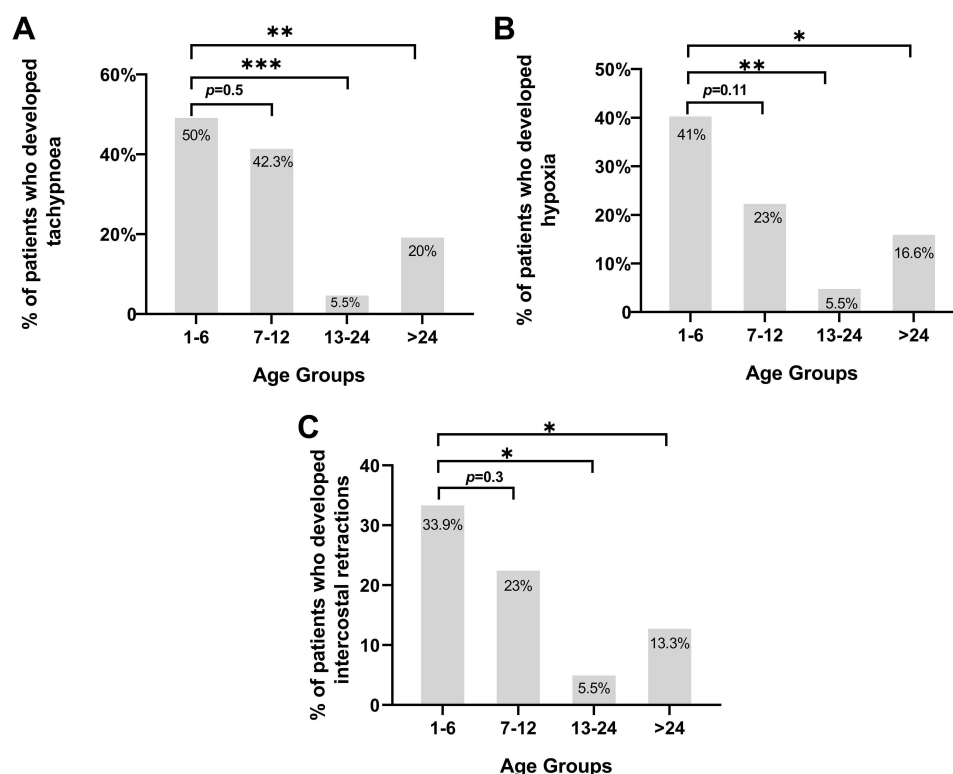 A
% of patients who developed
tachypnoea
60%
40%
20%
0
**
***
p=0.5
50%
42.3%
5.5%
20%
1-6 7-12 13-24 >24
Age Groups
B
% of patients who developed
hypoxia
50%
40%
30%
20%
10%
0
*
**
p=0.11
41%
23%
5.5%
16.6%
1-6 7-12 13-24 >24
Age Groups
C
% of patients who developed
intercostal retractions
40
30
20
10
0
*
*
p=0.3
33.9%
23%
5.5%
13.3%
1-6 7-12 13-24 >24
Age Groups